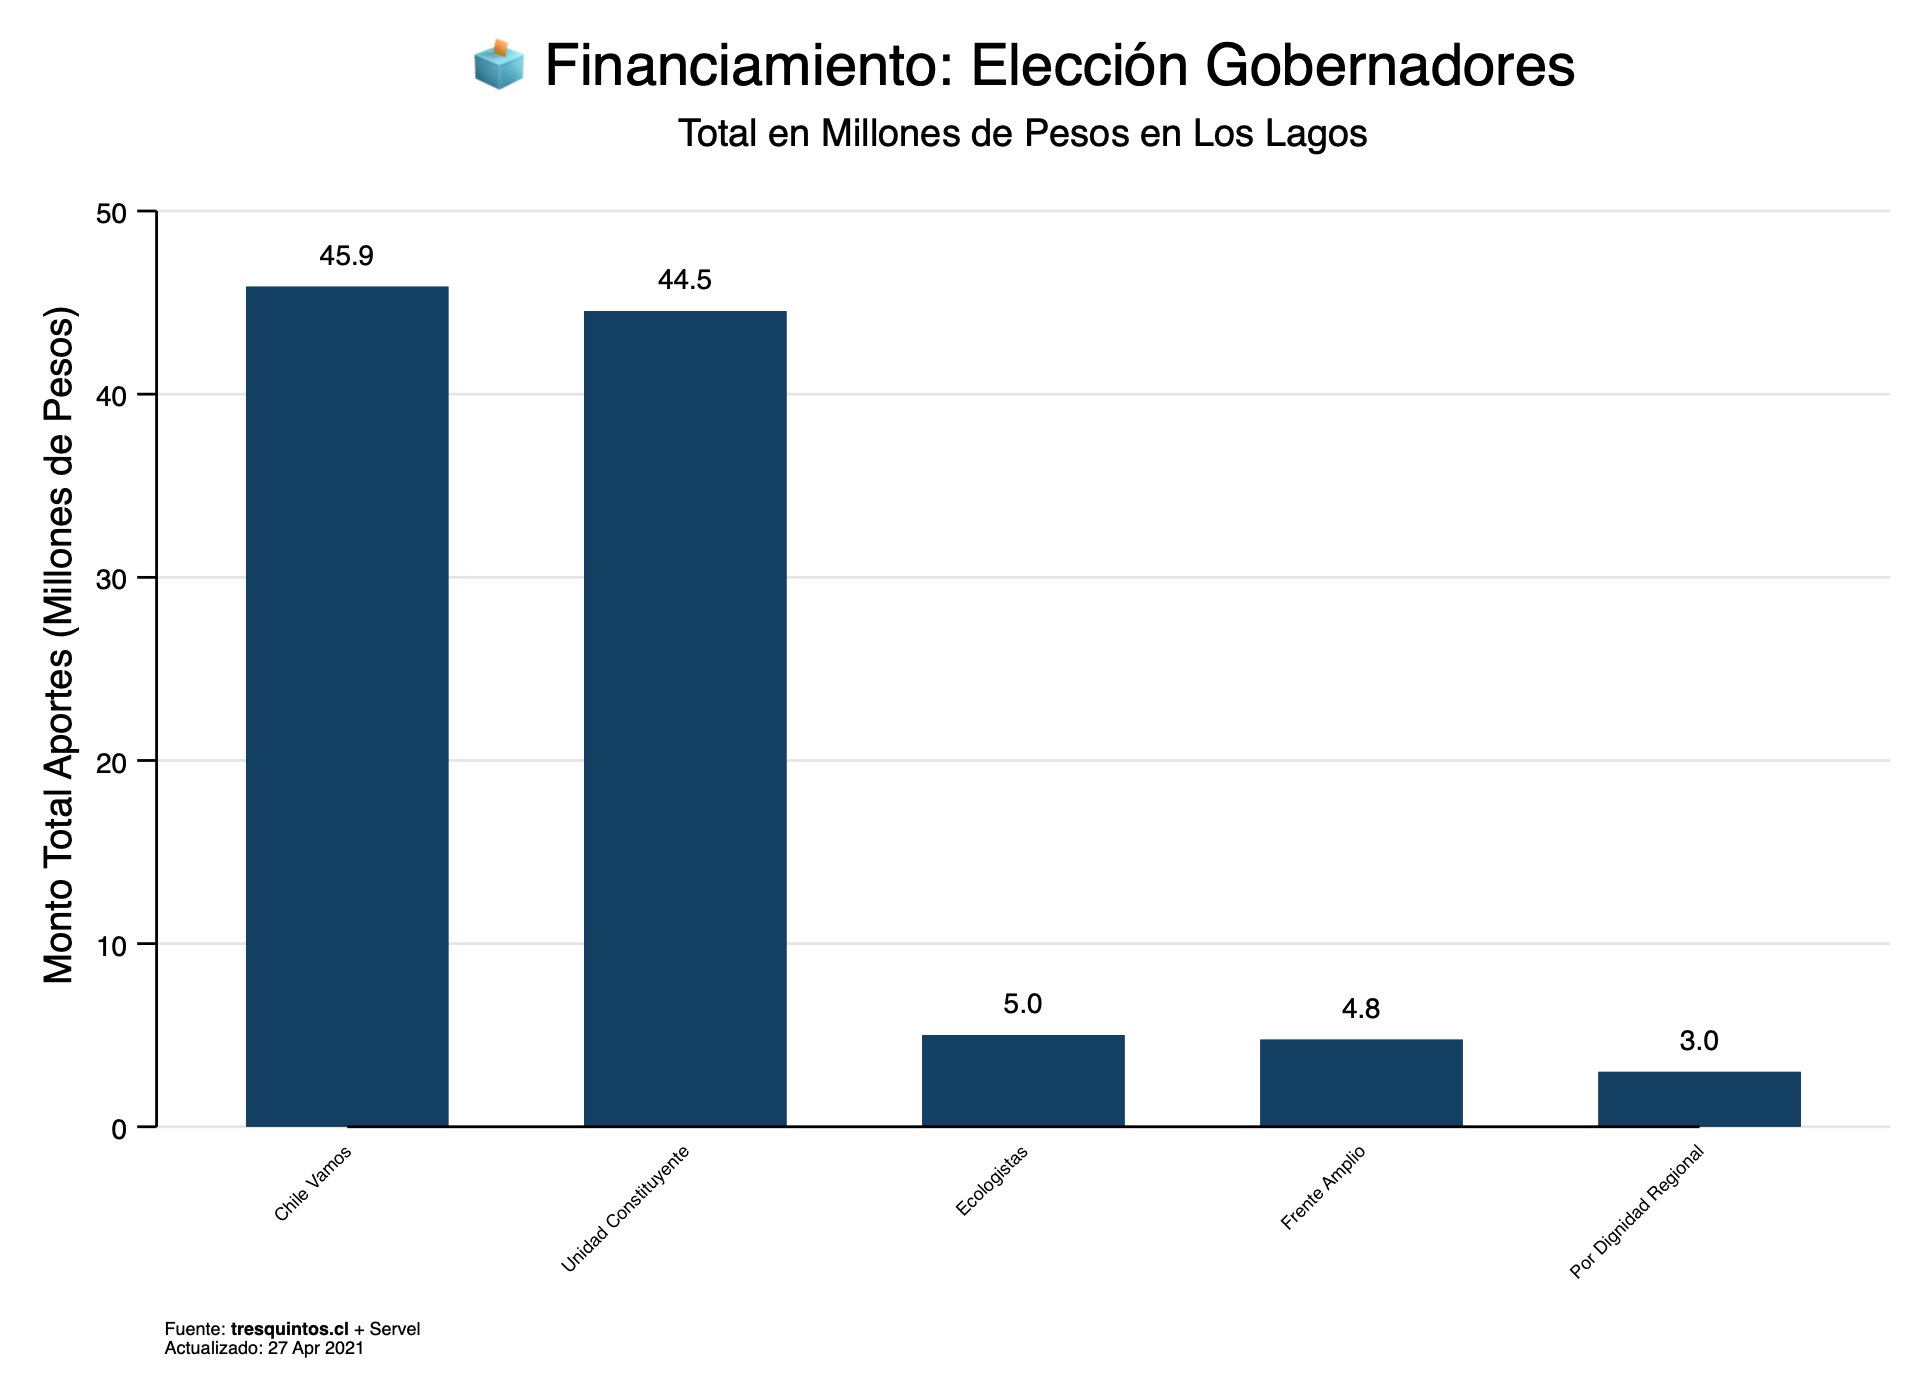 Financiamiento: Elección Gobernadores
Total en Millones de Pesos en Los Lagos
Monto Total Aportes (Millones de Pesos)
50
40
30
20
10
0
45.9
44.5
5.0
4.8
3.0
Chile Vamos
Unidad Constituyente
Ecologistas
Frente Amplio
Por Dignidad Regional
Fuente: tresquintos.cl + Servel
Actualizado: 27 Apr 2021